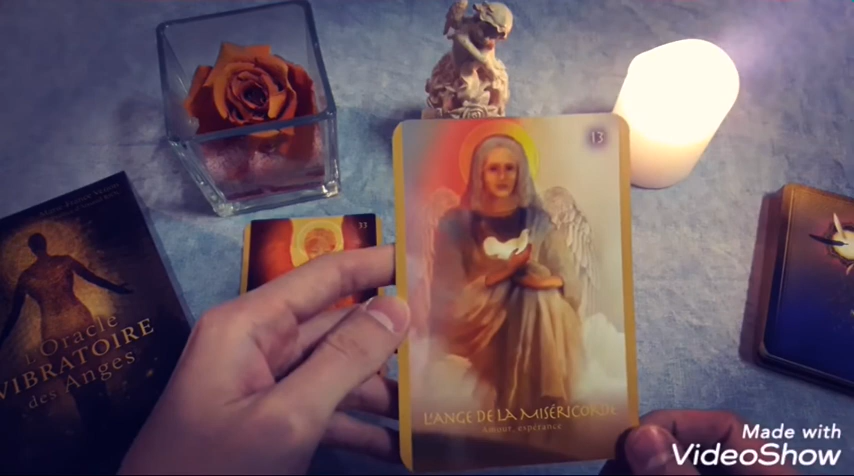 13
33
L'Oracle
VIBRATOIRE
des Anges
L'ANGE DE LA MISÉRICORDE
Amour, espérance
Made with
VideoShow